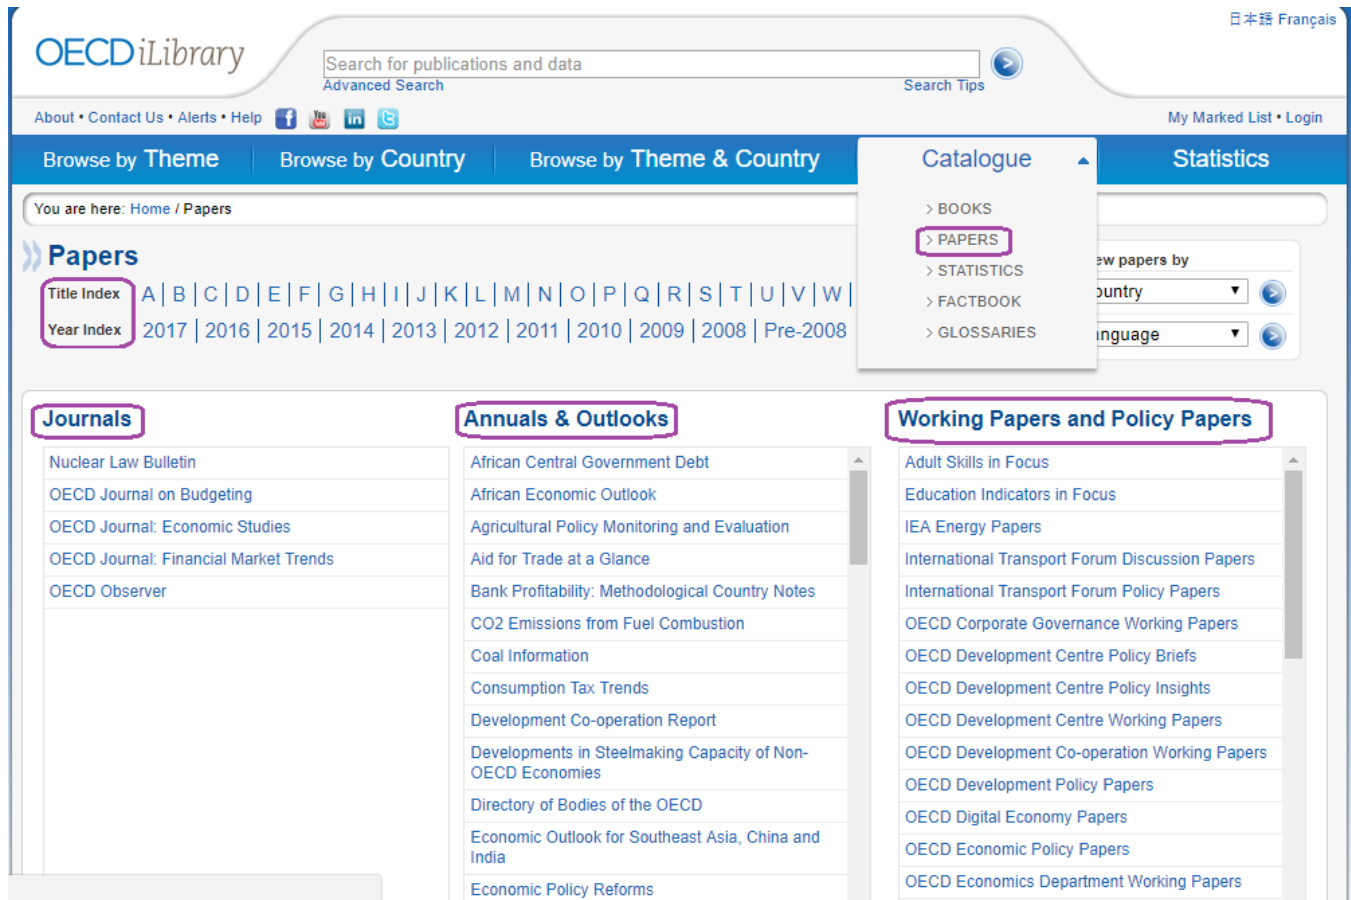 日本語 Français
OECD iLibrary
Search for publications and data
Advanced Search
Search Tips
About • Contact Us • Alerts • Help
My Marked List • Login
Browse by Theme
Browse by Country
Browse by Theme & Country
Catalogue
Statistics
You are here: Home / Papers
> BOOKS
> PAPERS
> STATISTICS
> FACTBOOK
> GLOSSARIES
Papers
Title Index A | B | C | D | E | F | G | H | I | J | K | L | M | N | O | P | Q | R | S | T | U | V | W |
Year Index 2017 | 2016 | 2015 | 2014 | 2013 | 2012 | 2011 | 2010 | 2009 | 2008 | Pre-2008
ew papers by
ountry
anguage
Journals
Nuclear Law Bulletin
OECD Journal on Budgeting
OECD Journal: Economic Studies
OECD Journal: Financial Market Trends
OECD Observer
Annuals & Outlooks
African Central Government Debt
African Economic Outlook
Agricultural Policy Monitoring and Evaluation
Aid for Trade at a Glance
Bank Profitability: Methodological Country Notes
CO2 Emissions from Fuel Combustion
Coal Information
Consumption Tax Trends
Development Co-operation Report
Developments in Steelmaking Capacity of Non-
OECD Economies
Directory of Bodies of the OECD
Economic Outlook for Southeast Asia, China and
India
Economic Policy Reforms
Working Papers and Policy Papers
Adult Skills in Focus
Education Indicators in Focus
IEA Energy Papers
International Transport Forum Discussion Papers
International Transport Forum Policy Papers
OECD Corporate Governance Working Papers
OECD Development Centre Policy Briefs
OECD Development Centre Policy Insights
OECD Development Centre Working Papers
OECD Development Co-operation Working Papers
OECD Development Policy Papers
OECD Digital Economy Papers
OECD Economic Policy Papers
OECD Economics Department Working Papers